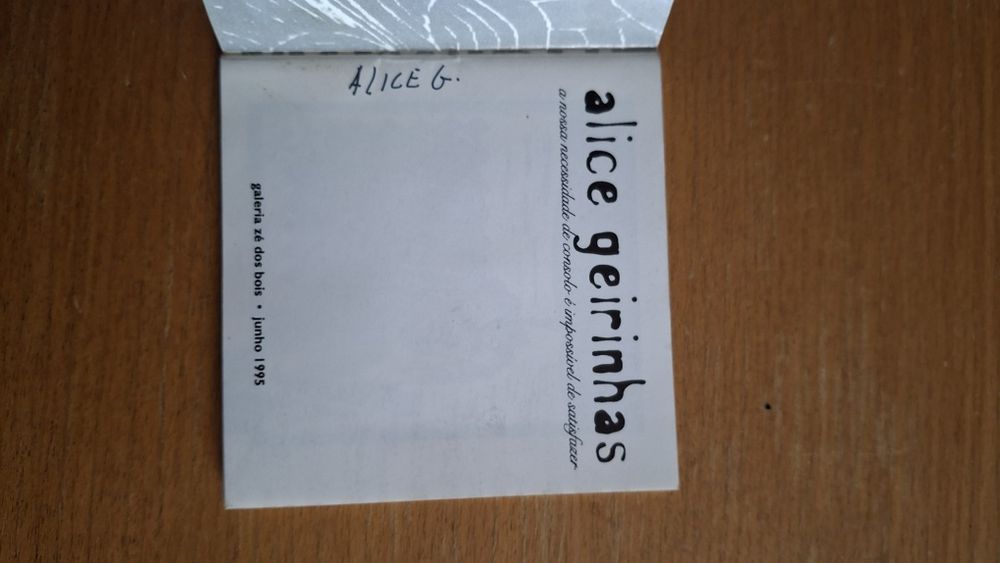 alice geirinhas
a nossa necessidade de consolo é impossível de satisfazer
galeria zé dos bois • junho 1995
ALICE G.